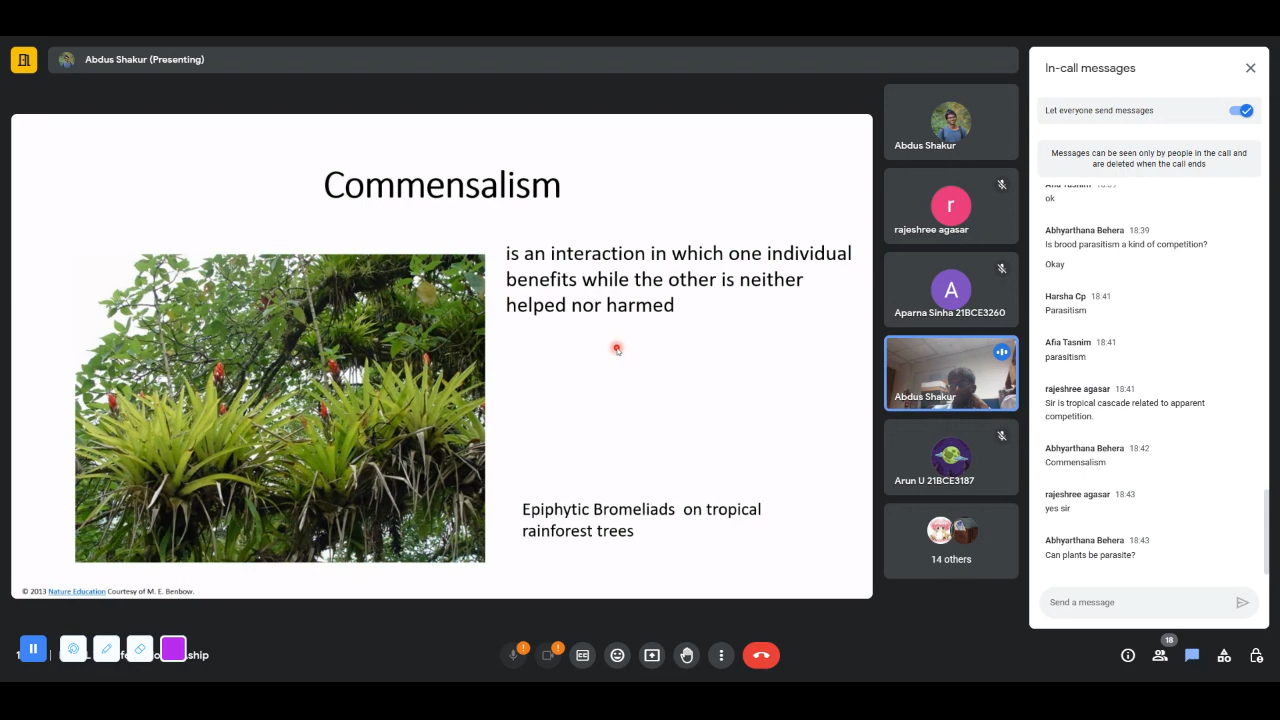 Abdus Shakur (Presenting)
Commensalism
is an interaction in which one individual
benefits while the other is neither
helped nor harmed
Epiphytic Bromeliads on tropical
rainforest trees
© 2013 Nature Education Courtesy of M. E. Benbow.
Abdus Shakur
r
rajeshree agasar
A
Aparna Sinha 21BCE3260
Abdus Shakur
Arun U 21BCE3187
14 others
In-call messages
Let everyone send messages
Messages can be seen only by people in the call and
are deleted when the call ends
Afia Tasnim 18:39
ok
Abhyarthana Behera 18:39
Is brood parasitism a kind of competition?
Okay
Harsha Cp 18:41
Parasitism
Afia Tasnim 18:41
parasitism
rajeshree agasar 18:41
Sir is tropical cascade related to apparent
competition.
Abhyarthana Behera 18:42
Commensalism
rajeshree agasar 18:43
yes sir
Abhyarthana Behera 18:43
Can plants be parasite?
Send a message
18